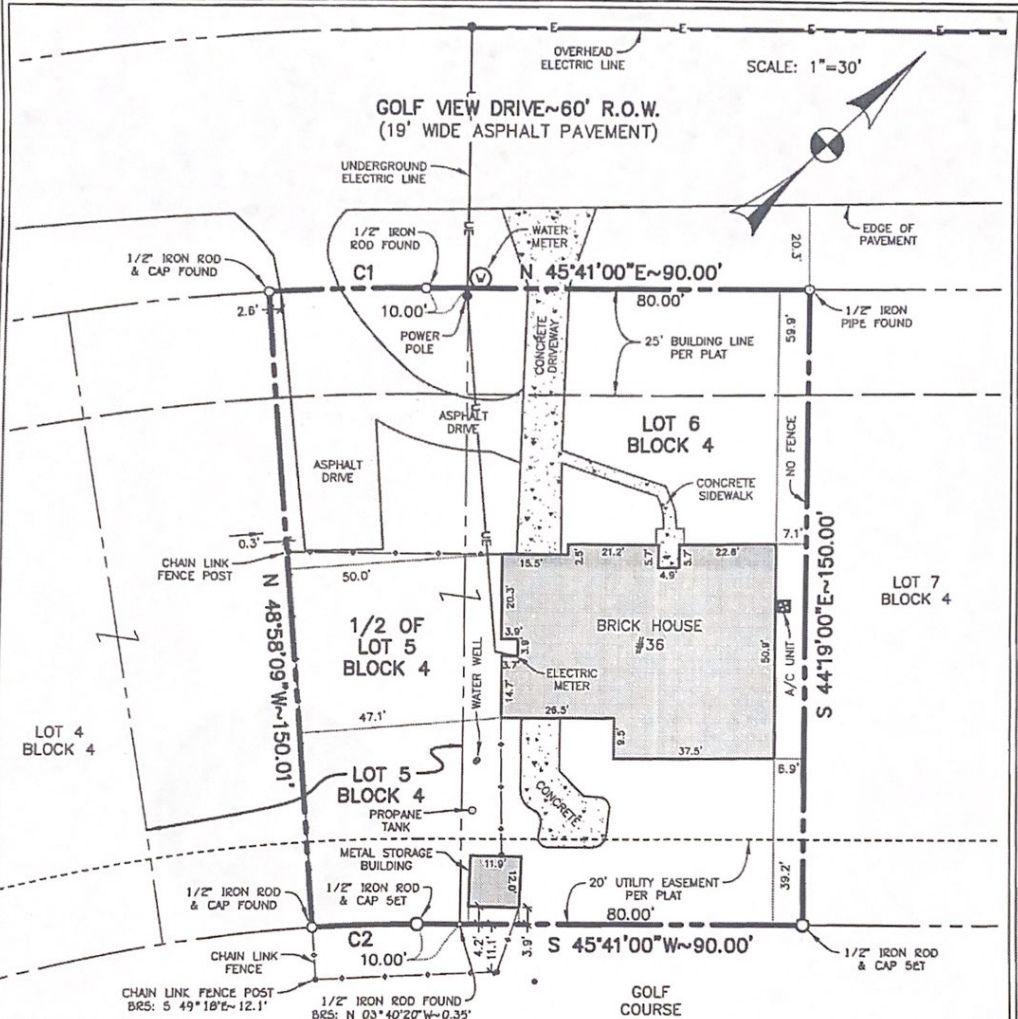 E E E E
OVERHEAD
ELECTRIC LINE
SCALE: 1"=30'
GOLF VIEW DRIVE~60' R.O.W.
(19' WIDE ASPHALT PAVEMENT)
UNDERGROUND
ELECTRIC LINE
UE
1/2" IRON
ROD FOUND
WATER
METER
W
EDGE OF
PAVEMENT
20.3'
1/2" IRON ROD
& CAP FOUND
C1
N 45°41'00"E~90.00'
2.6'
10.00'
80.00'
POWER
POLE
1/2" IRON
PIPE FOUND
CONCRETE
DRIVEWAY
25' BUILDING LINE
PER PLAT
59.9'
UE
ASPHALT
DRIVE
LOT 6
BLOCK 4
NO FENCE
ASPHALT
DRIVE
CONCRETE
SIDEWALK
UE
0.3'
7.1'
CHAIN LINK
FENCE POST
50.0'
15.5'
2.5'
21.2'
5.7'
4.9'
5.7'
22.6'
N 48°58'09"W~150.01'
S 44°19'00"E~150.00'
LOT 7
BLOCK 4
20.3'
1/2 OF
LOT 5
BLOCK 4
BRICK HOUSE
#36
3.9'
3.9'
3.7'
50.9'
A/C UNIT
ELECTRIC
METER
WATER WELL
14.7'
47.1'
26.5'
9.5'
37.5'
LOT 4
BLOCK 4
6.9'
LOT 5
BLOCK 4
PROPANE
TANK
CONCRETE
METAL STORAGE
BUILDING
11.9'
12.0'
39.2'
1/2" IRON ROD
& CAP FOUND
1/2" IRON ROD
& CAP SET
20' UTILITY EASEMENT
PER PLAT
80.00'
C2
10.00'
4.2'
11.1'
3.9'
S 45°41'00"W~90.00'
1/2" IRON ROD
& CAP SET
CHAIN LINK
FENCE
CHAIN LINK FENCE POST
BRS: S 49°18'E~12.1'
1/2" IRON ROD FOUND
BRS: N 03°40'20"W~0.35'
GOLF
COURSE